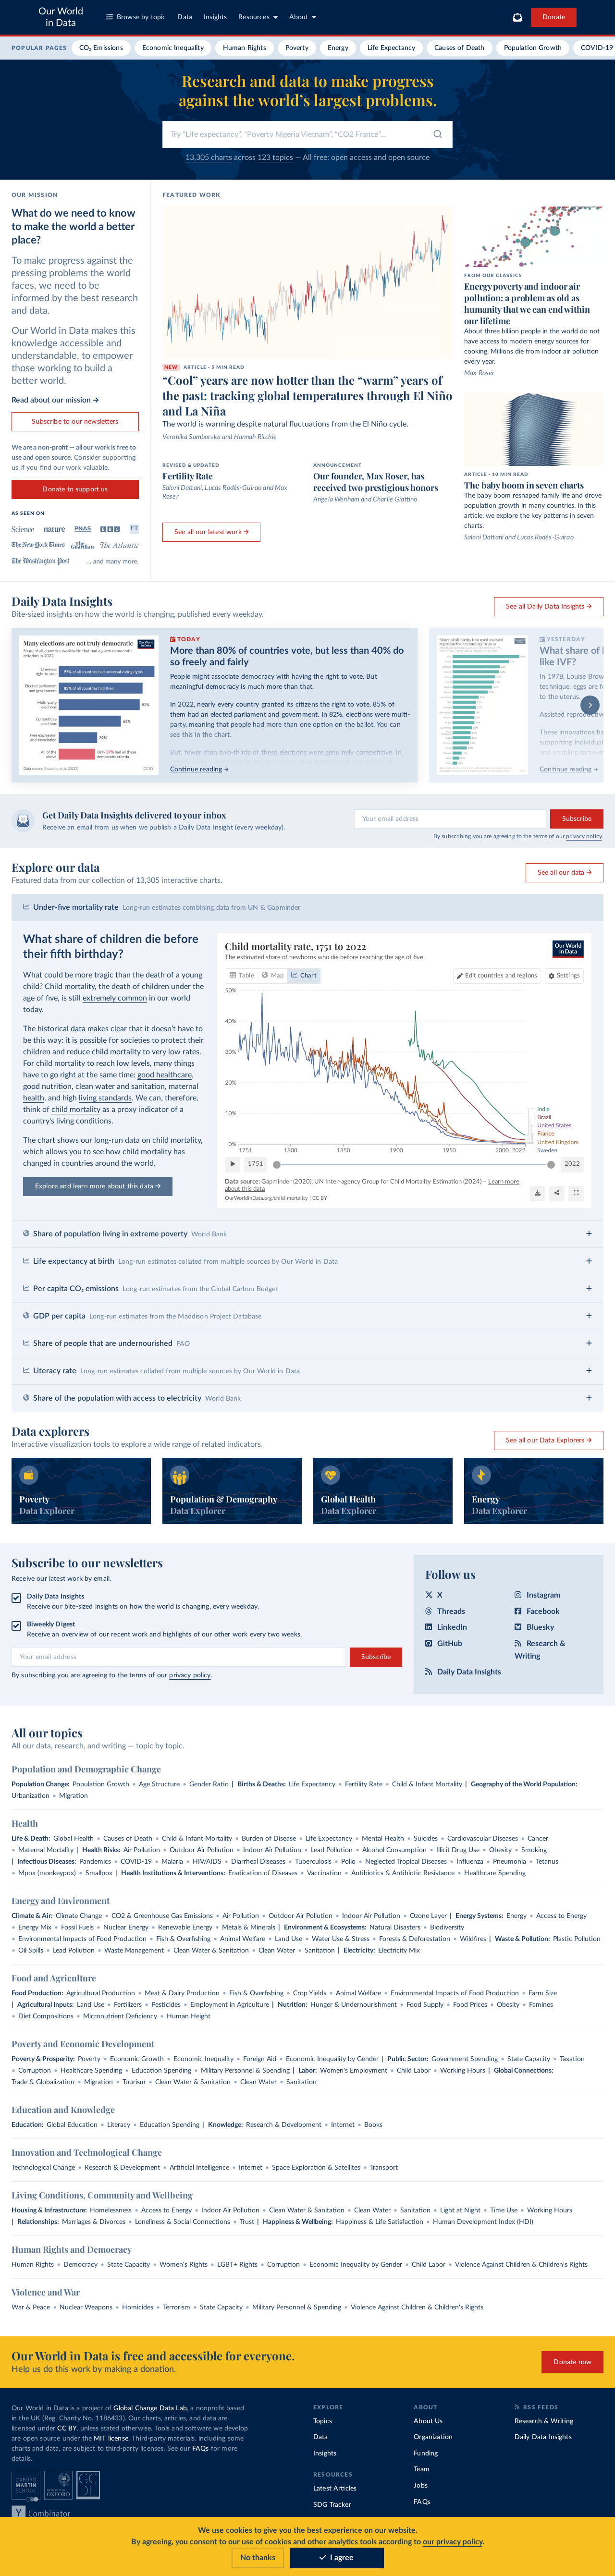 Our World
in Data
Browse by topic
Data
Insights
Resources
About
Donate
POPULAR PAGES
CO₂ Emissions
Economic Inequality
Human Rights
Poverty
Energy
Life Expectancy
Causes of Death
Population Growth
COVID-19
Research and data to make progress
against the world's largest problems.
Try "Life expectancy", "Poverty Nigeria Vietnam", "CO2 France"...
13,305 charts across 123 topics — All free: open access and open source
OUR MISSION
What do we need to know
to make the world a better
place?
To make progress against the
pressing problems the world
faces, we need to be
informed by the best research
and data.
Our World in Data makes this
knowledge accessible and
understandable, to empower
those working to build a
better world.
Read about our mission →
Subscribe to our newsletters
We are a non-profit — all our work is free to
use and open source. Consider supporting
us if you find our work valuable.
Donate to support us
AS SEEN ON
Science
nature
PNAS
BBC
FT
The New York Times
The Guardian
The Atlantic
The Washington Post
... and many more.
FEATURED WORK
NEW ARTICLE • 3 MIN READ
"Cool" years are now hotter than the "warm" years of
the past: tracking global temperatures through El Niño
and La Niña
The world is warming despite natural fluctuations from the El Niño cycle.
Veronika Samborska and Hannah Ritchie
REVISED & UPDATED
Fertility Rate
Saloni Dattani, Lucas Rodés-Guirao and Max
Roser
ANNOUNCEMENT
Our founder, Max Roser, has
received two prestigious honors
Angela Wenham and Charlie Giattino
See all our latest work →
FROM OUR CLASSICS
Energy poverty and indoor air
pollution: a problem as old as
humanity that we can end within
our lifetime
About three billion people in the world do not
have access to modern energy sources for
cooking. Millions die from indoor air pollution
every year.
Max Roser
ARTICLE • 10 MIN READ
The baby boom in seven charts
The baby boom reshaped family life and drove
population growth in many countries. In this
article, we explore the key patterns in seven
charts.
Saloni Dattani and Lucas Rodés-Guirao
Daily Data Insights
Bite-sized insights on how the world is changing, published every weekday.
See all Daily Data Insights →
Many elections are not truly democratic
Universal right to vote
97% of all countries had universal voting rights
Elected parliament and government
85% of all countries had them
Multi-party elections
82%
Competitive elections
63%
Free expression and association
39%
All of the above
Only 37% had all these criteria
CC BY
TODAY
More than 80% of countries vote, but less than 40% do
so freely and fairly
People might associate democracy with having the right to vote. But
meaningful democracy is much more than that.
In 2022, nearly every country granted its citizens the right to vote. 85% of
them had an elected parliament and government. In 82%, elections were multi-
party, meaning that people had more than one option on the ballot. You can
see this in the chart.
But, fewer than two-thirds of these elections were genuinely competitive. In
Continue reading →
YESTERDAY
What share of
like IVF?
In 1978, Louise Brow
technique, eggs are fe
to the uterus.
Assisted reproductive
These innovations ha
supporting individual
Continue reading →
Get Daily Data Insights delivered to your inbox
Receive an email from us when we publish a Daily Data Insight (every weekday).
Your email address
Subscribe
By subscribing you are agreeing to the terms of our privacy policy.
Explore our data
Featured data from our collection of 13,305 interactive charts.
See all our data →
Under-five mortality rate Long-run estimates combining data from UN & Gapminder
What share of children die before
their fifth birthday?
What could be more tragic than the death of a young
child? Child mortality, the death of children under the
age of five, is still extremely common in our world
today.
The historical data makes clear that it doesn't have to
be this way: it is possible for societies to protect their
children and reduce child mortality to very low rates.
For child mortality to reach low levels, many things
have to go right at the same time: good healthcare,
good nutrition, clean water and sanitation, maternal
health, and high living standards. We can, therefore,
think of child mortality as a proxy indicator of a
country's living conditions.
The chart shows our long-run data on child mortality,
which allows you to see how child mortality has
changed in countries around the world.
Explore and learn more about this data →
Child mortality rate, 1751 to 2022
The estimated share of newborns who die before reaching the age of five.
Our World
in Data
Table
Map
Chart
Edit countries and regions
Settings
50%
40%
30%
20%
10%
0%
1751
1800
1850
1900
1950
2000
2022
India
Brazil
United States
France
United Kingdom
Sweden
1751
2022
Data source: Gapminder (2020); UN Inter-agency Group for Child Mortality Estimation (2024) – Learn more
about this data
OurWorldinData.org/child-mortality | CC BY
Share of population living in extreme poverty World Bank
+
Life expectancy at birth Long-run estimates collated from multiple sources by Our World in Data
+
Per capita CO₂ emissions Long-run estimates from the Global Carbon Budget
+
GDP per capita Long-run estimates from the Maddison Project Database
+
Share of people that are undernourished FAO
+
Literacy rate Long-run estimates collated from multiple sources by Our World in Data
+
Share of the population with access to electricity World Bank
+
Data explorers
Interactive visualization tools to explore a wide range of related indicators.
See all our Data Explorers →
Poverty
Data Explorer
Population & Demography
Data Explorer
Global Health
Data Explorer
Energy
Data Explorer
Subscribe to our newsletters
Receive our latest work by email.
Daily Data Insights
Receive our bite-sized insights on how the world is changing, every weekday.
Biweekly Digest
Receive an overview of our recent work and highlights of our other work every two weeks.
Your email address
Subscribe
By subscribing you are agreeing to the terms of our privacy policy.
Follow us
X
Threads
LinkedIn
GitHub
Daily Data Insights
Instagram
Facebook
Bluesky
Research &
Writing
All our topics
All our data, research, and writing — topic by topic.
Population and Demographic Change
Population Change: Population Growth • Age Structure • Gender Ratio | Births & Deaths: Life Expectancy • Fertility Rate • Child & Infant Mortality | Geography of the World Population:
Urbanization • Migration
Health
Life & Death: Global Health • Causes of Death • Child & Infant Mortality • Burden of Disease • Life Expectancy • Mental Health • Suicides • Cardiovascular Diseases • Cancer
• Maternal Mortality | Health Risks: Air Pollution • Outdoor Air Pollution • Indoor Air Pollution • Lead Pollution • Alcohol Consumption • Illicit Drug Use • Obesity • Smoking
| Infectious Diseases: Pandemics • COVID-19 • Malaria • HIV/AIDS • Diarrheal Diseases • Tuberculosis • Polio • Neglected Tropical Diseases • Influenza • Pneumonia • Tetanus
• Mpox (monkeypox) • Smallpox | Health Institutions & Interventions: Eradication of Diseases • Vaccination • Antibiotics & Antibiotic Resistance • Healthcare Spending
Energy and Environment
Climate & Air: Climate Change • CO2 & Greenhouse Gas Emissions • Air Pollution • Outdoor Air Pollution • Indoor Air Pollution • Ozone Layer | Energy Systems: Energy • Access to Energy
• Energy Mix • Fossil Fuels • Nuclear Energy • Renewable Energy • Metals & Minerals | Environment & Ecosystems: Natural Disasters • Biodiversity
• Environmental Impacts of Food Production • Fish & Overfishing • Animal Welfare • Land Use • Water Use & Stress • Forests & Deforestation • Wildfires | Waste & Pollution: Plastic Pollution
• Oil Spills • Lead Pollution • Waste Management • Clean Water & Sanitation • Clean Water • Sanitation | Electricity: Electricity Mix
Food and Agriculture
Food Production: Agricultural Production • Meat & Dairy Production • Fish & Overfishing • Crop Yields • Animal Welfare • Environmental Impacts of Food Production • Farm Size
| Agricultural Inputs: Land Use • Fertilizers • Pesticides • Employment in Agriculture | Nutrition: Hunger & Undernourishment • Food Supply • Food Prices • Obesity • Famines
• Diet Compositions • Micronutrient Deficiency • Human Height
Poverty and Economic Development
Poverty & Prosperity: Poverty • Economic Growth • Economic Inequality • Foreign Aid • Economic Inequality by Gender | Public Sector: Government Spending • State Capacity • Taxation
• Corruption • Healthcare Spending • Education Spending • Military Personnel & Spending | Labor: Women's Employment • Child Labor • Working Hours | Global Connections:
Trade & Globalization • Migration • Tourism • Clean Water & Sanitation • Clean Water • Sanitation
Education and Knowledge
Education: Global Education • Literacy • Education Spending | Knowledge: Research & Development • Internet • Books
Innovation and Technological Change
Technological Change • Research & Development • Artificial Intelligence • Internet • Space Exploration & Satellites • Transport
Living Conditions, Community and Wellbeing
Housing & Infrastructure: Homelessness • Access to Energy • Indoor Air Pollution • Clean Water & Sanitation • Clean Water • Sanitation • Light at Night • Time Use • Working Hours
| Relationships: Marriages & Divorces • Loneliness & Social Connections • Trust | Happiness & Wellbeing: Happiness & Life Satisfaction • Human Development Index (HDI)
Human Rights and Democracy
Human Rights • Democracy • State Capacity • Women's Rights • LGBT+ Rights • Corruption • Economic Inequality by Gender • Child Labor • Violence Against Children & Children's Rights
Violence and War
War & Peace • Nuclear Weapons • Homicides • Terrorism • State Capacity • Military Personnel & Spending • Violence Against Children & Children's Rights
Our World in Data is free and accessible for everyone.
Help us do this work by making a donation.
Donate now
Our World in Data is a project of Global Change Data Lab, a nonprofit based
in the UK (Reg. Charity No. 1186433). Our charts, articles, and data are
licensed under CC BY, unless stated otherwise. Tools and software we develop
are open source under the MIT license. Third-party materials, including some
charts and data, are subject to third-party licenses. See our FAQs for more
details.
OXFORD
MARTIN
SCHOOL
UNIVERSITY OF
OXFORD
GC
DL
Y Combinator
EXPLORE
Topics
Data
Insights
RESOURCES
Latest Articles
SDG Tracker
ABOUT
About Us
Organization
Funding
Team
Jobs
FAQs
RSS FEEDS
Research & Writing
Daily Data Insights
We use cookies to give you the best experience on our website.
By agreeing, you consent to our use of cookies and other analytics tools according to our privacy policy.
No thanks
I agree